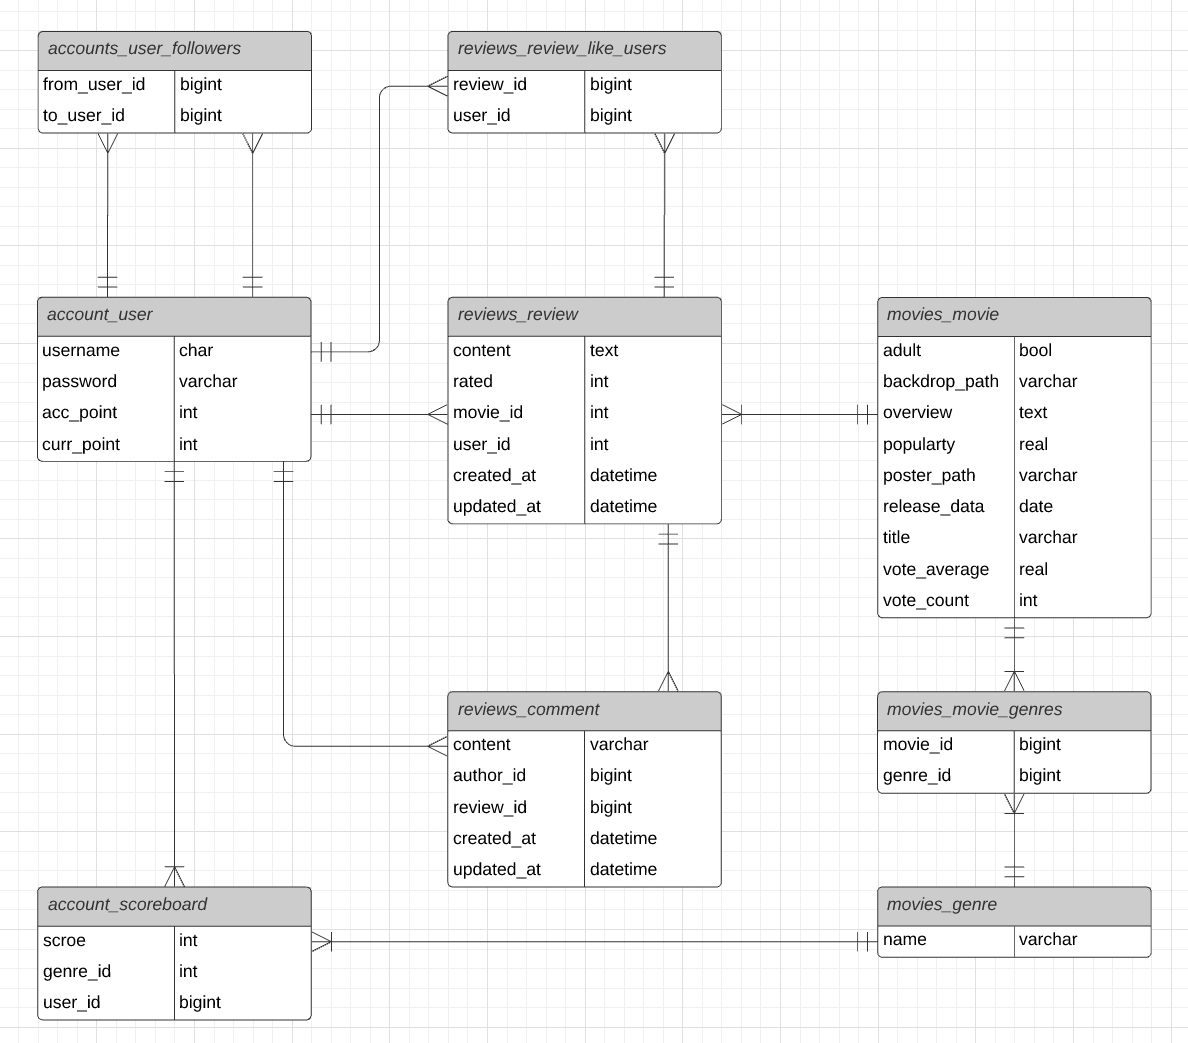 accounts_user_followers
from_user_id bigint
to_user_id bigint
reviews_review_like_users
review_id bigint
user_id bigint
account_user
username char
password varchar
acc_point int
curr_point int
reviews_review
content text
rated int
movie_id int
user_id int
created_at datetime
updated_at datetime
movies_movie
adult bool
backdrop_path varchar
overview text
popularty real
poster_path varchar
release_data date
title varchar
vote_average real
vote_count int
reviews_comment
content varchar
author_id bigint
review_id bigint
created_at datetime
updated_at datetime
movies_movie_genres
movie_id bigint
genre_id bigint
account_scoreboard
scroe int
genre_id int
user_id bigint
movies_genre
name varchar